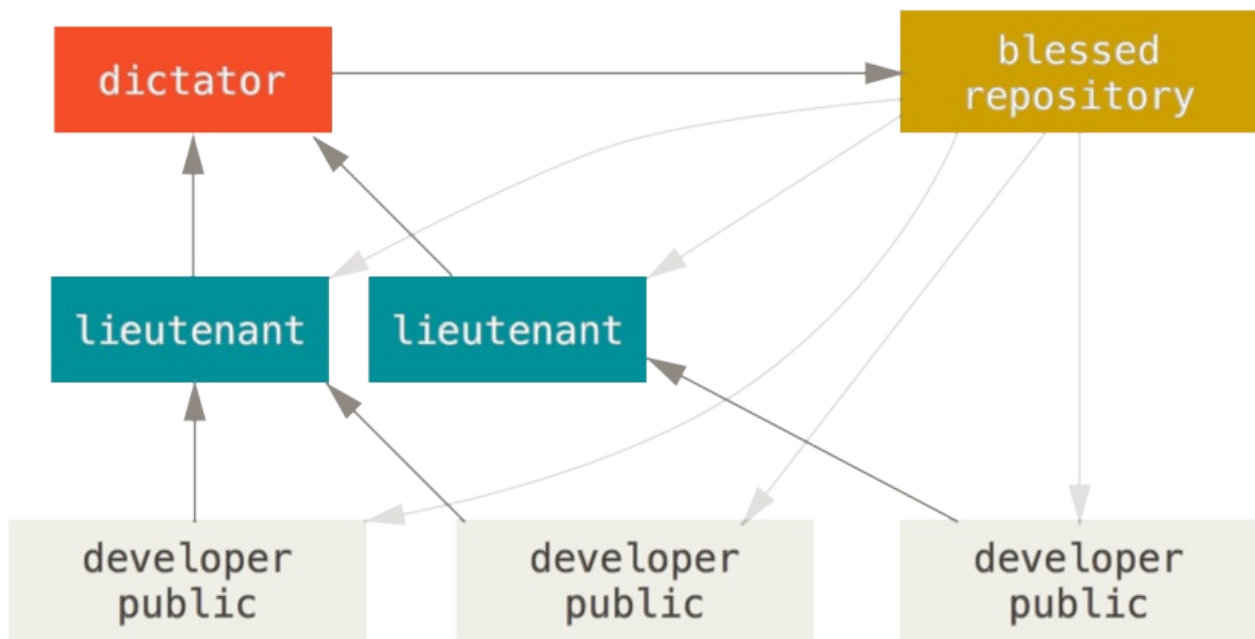 dictator
blessed
repository
lieutenant
lieutenant
developer
public
developer
public
developer
public